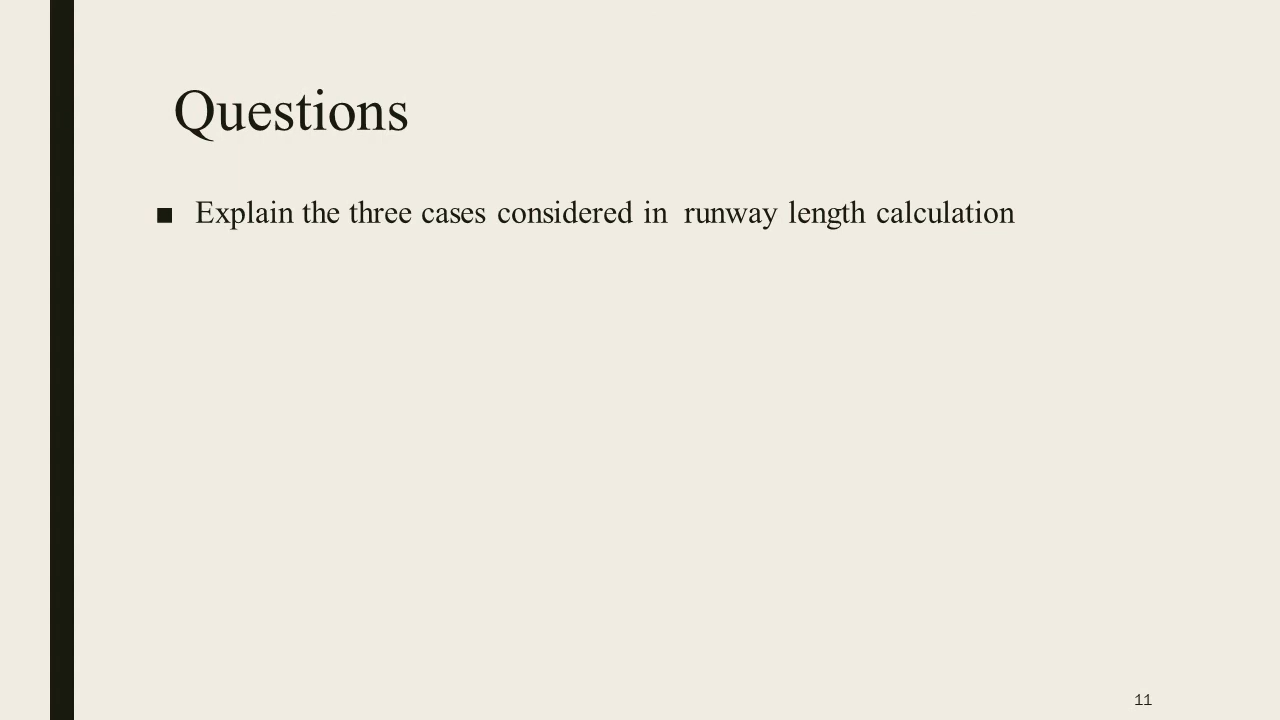 Questions
■ Explain the three cases considered in runway length calculation
11